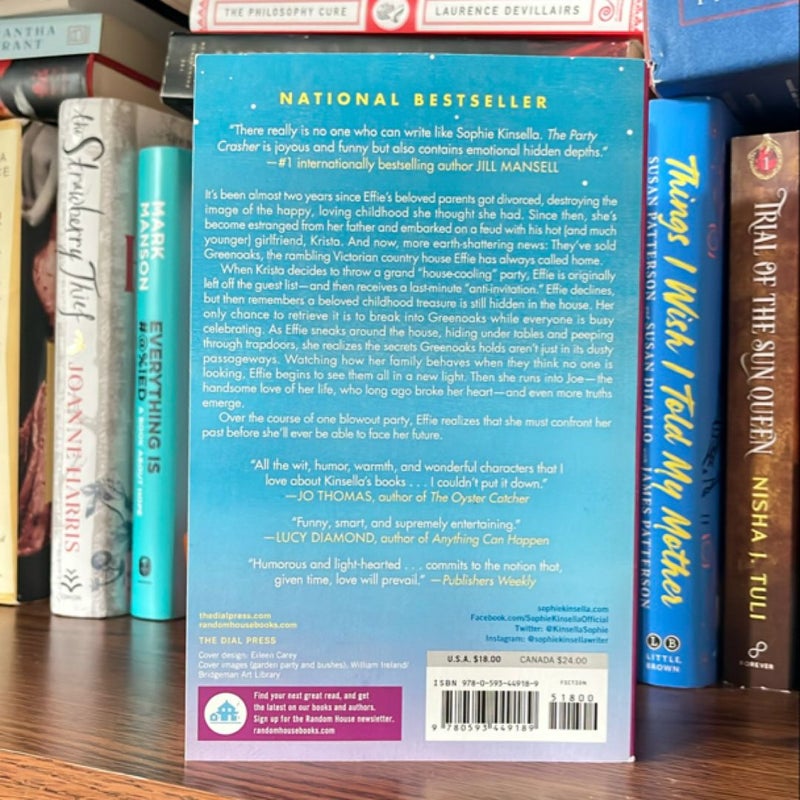 THE PHILOSOPHY CURE
LAURENCE DEVILLAIRS
ANTHA
RANT
the Strawberry Thief
JOANNE HARRIS
MARK MANSON
EVERYTHING IS #@%!ED
A BOOK ABOUT HOPE
NATIONAL BESTSELLER
“There really is no one who can write like Sophie Kinsella. The Party
Crasher is joyous and funny but also contains emotional hidden depths.”
—#1 internationally bestselling author JILL MANSELL
It’s been almost two years since Effie’s beloved parents got divorced, destroying the
image of the happy, loving childhood she thought she had. Since then, she’s
become estranged from her father and embarked on a feud with his hot (and much
younger) girlfriend, Krista. And now, more earth-shattering news: They’ve sold
Greenoaks, the rambling Victorian country house Effie has always called home.
When Krista decides to throw a grand “house-cooling” party, Effie is originally
left off the guest list—and then receives a last-minute “anti-invitation.” Effie declines,
but then remembers a beloved childhood treasure is still hidden in the house. Her
only chance to retrieve it is to break into Greenoaks while everyone is busy
celebrating. As Effie sneaks around the house, hiding under tables and peeping
through trapdoors, she realizes the secrets Greenoaks holds aren’t just in its dusty
passageways. Watching how her family behaves when they think no one is
looking, Effie begins to see them all in a new light. Then she runs into Joe—the
handsome love of her life, who long ago broke her heart—and even more truths
emerge.
Over the course of one blowout party, Effie realizes that she must confront her
past before she’ll ever be able to face her future.
“All the wit, humor, warmth, and wonderful characters that I
love about Kinsella’s books . . . I couldn’t put it down.”
—JO THOMAS, author of The Oyster Catcher
“Funny, smart, and supremely entertaining.”
—LUCY DIAMOND, author of Anything Can Happen
“Humorous and light-hearted . . . commits to the notion that,
given time, love will prevail.” —Publishers Weekly
thedialpress.com
randomhousebooks.com
THE DIAL PRESS
Cover design: Eileen Carey
Cover images (garden party and bushes), William Ireland/
Bridgeman Art Library
sophiekinsella.com
Facebook.com/SophieKinsellaOfficial
Twitter: @KinsellaSophie
Instagram: @sophiekinsellawriter
Find your next great read, and get
the latest on our books and authors.
Sign up for the Random House newsletter.
randomhousebooks.com
U.S.A. $18.00 CANADA $24.00
ISBN 978-0-593-44918-9
FICTION
51800
9 780593 449189
Things I Wish I Told My Mother
SUSAN PATTERSON AND SUSAN DILALLO WITH JAMES PATTERSON
LB
LITTLE, BROWN
1
TRIAL OF THE SUN QUEEN
NISHA J. TULI
FOREVER